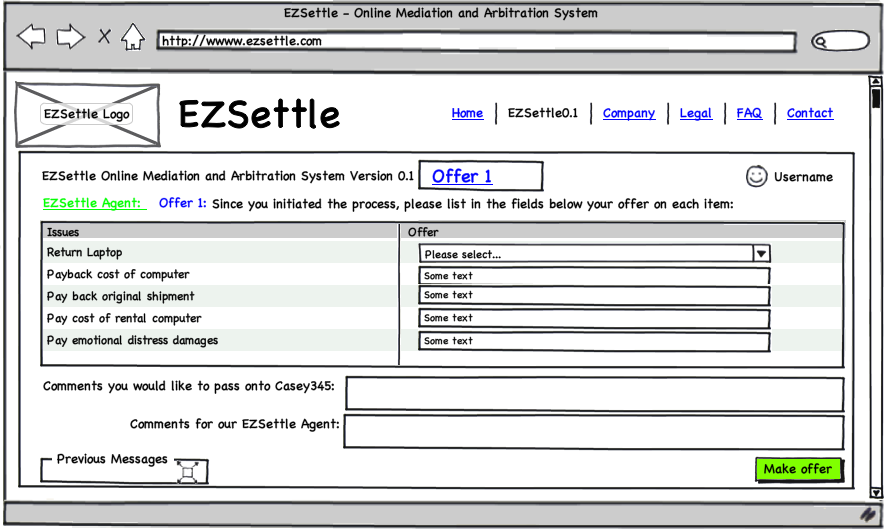 EZSettle - Online Mediation and Arbitration System
http://wwww.ezsettle.com
EZSettle Logo
EZSettle
Home | EZSettle0.1 | Company | Legal | FAQ | Contact
EZSettle Online Mediation and Arbitration System Version 0.1 Offer 1 Username
EZSettle Agent: Offer 1: Since you initiated the process, please list in the fields below your offer on each item:
Issues Offer
Return Laptop Please select...
Payback cost of computer Some text
Pay back original shipment Some text
Pay cost of rental computer Some text
Pay emotional distress damages Some text
Comments you would like to pass onto Casey345:
Comments for our EZSettle Agent:
Previous Messages Make offer